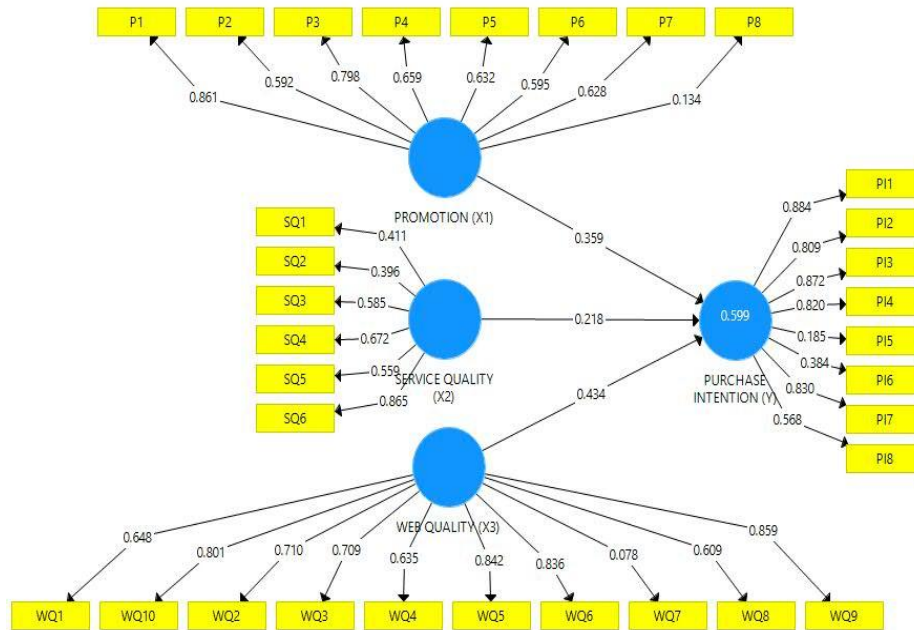 P1 P2 P3 P4 P5 P6 P7 P8
0.861 0.592 0.798 0.659 0.632 0.595 0.628 0.134
PROMOTION (X1)
0.359
SQ1
SQ2
SQ3
SQ4
SQ5
SQ6
0.411
0.396
0.585
0.672
0.559
0.865
SERVICE QUALITY
(X2)
0.218
0.434
0.599
PURCHASE
INTENTION (Y)
0.884
0.809
0.872
0.820
0.185
0.384
0.830
0.568
PI1
PI2
PI3
PI4
PI5
PI6
PI7
PI8
WEB QUALITY (X3)
0.648 0.801 0.710 0.709 0.635 0.842 0.836 0.078 0.609 0.859
WQ1 WQ10 WQ2 WQ3 WQ4 WQ5 WQ6 WQ7 WQ8 WQ9